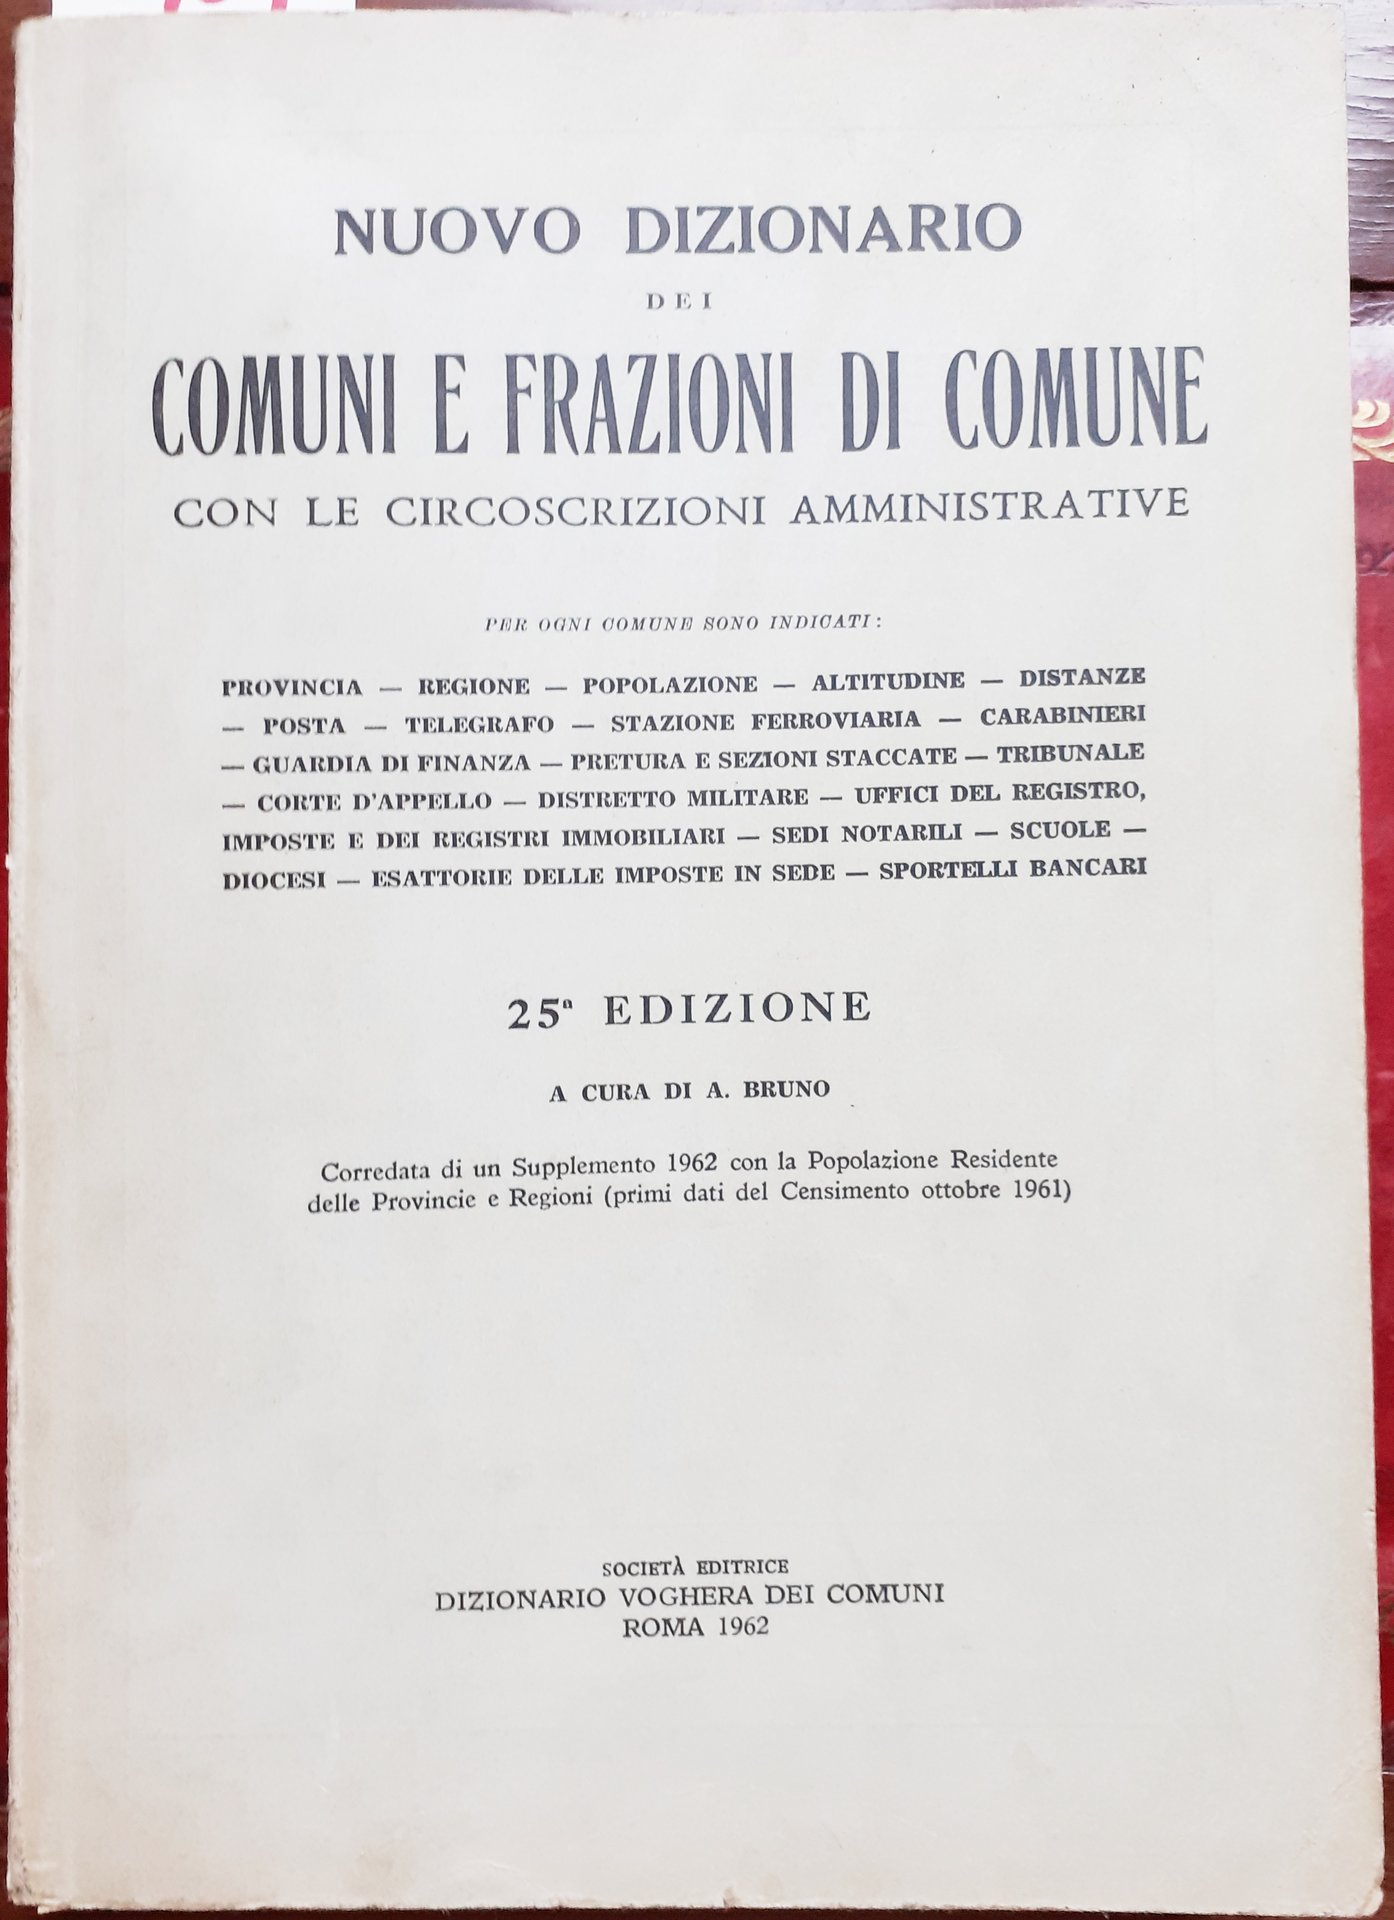 NUOVO DIZIONARIO
DEI
COMUNI E FRAZIONI DI COMUNE
CON LE CIRCOSCRIZIONI AMMINISTRATIVE
PER OGNI COMUNE SONO INDICATI:
PROVINCIA — REGIONE — POPOLAZIONE — ALTITUDINE — DISTANZE
— POSTA — TELEGRAFO — STAZIONE FERROVIARIA — CARABINIERI
— GUARDIA DI FINANZA — PRETURA E SEZIONI STACCATE — TRIBUNALE
— CORTE D'APPELLO — DISTRETTO MILITARE — UFFICI DEL REGISTRO,
IMPOSTE E DEI REGISTRI IMMOBILIARI — SEDI NOTARILI — SCUOLE —
DIOCESI — ESATTORIE DELLE IMPOSTE IN SEDE — SPORTELLI BANCARI
25ª EDIZIONE
A CURA DI A. BRUNO
Corredata di un Supplemento 1962 con la Popolazione Residente
delle Provincie e Regioni (primi dati del Censimento ottobre 1961)
SOCIETÀ EDITRICE
DIZIONARIO VOGHERA DEI COMUNI
ROMA 1962